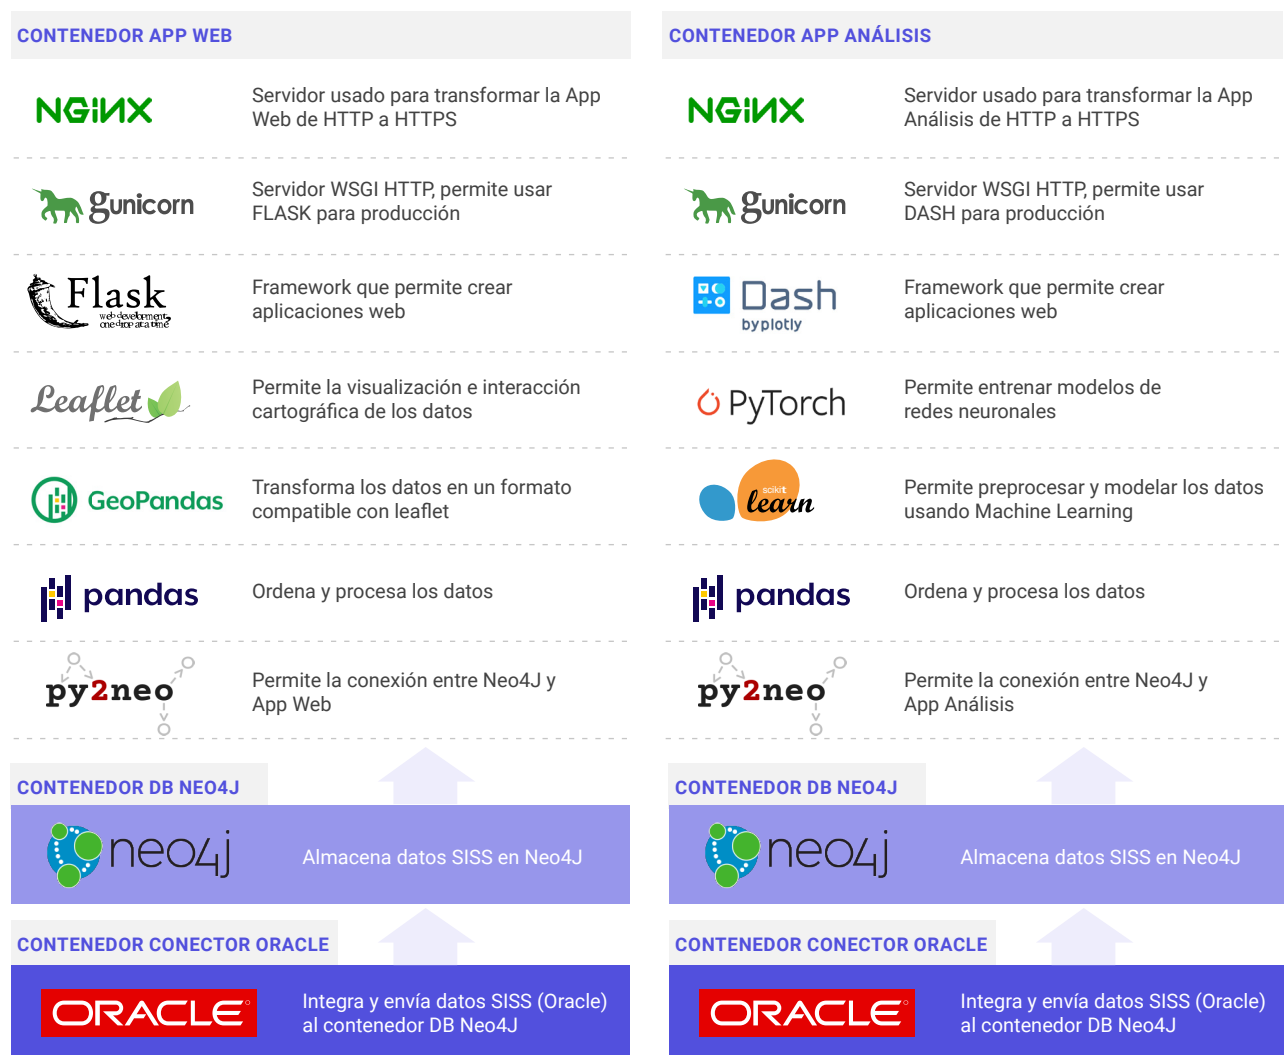 CONTENEDOR APP WEB
NGINX
Servidor usado para transformar la App
Web de HTTP a HTTPS
gunicorn
Servidor WSGI HTTP, permite usar
FLASK para producción
Flask
web development,
one drop at a time
Framework que permite crear
aplicaciones web
Leaflet
Permite la visualización e interacción
cartográfica de los datos
GeoPandas
Transforma los datos en un formato
compatible con leaflet
pandas
Ordena y procesa los datos
py2neo
Permite la conexión entre Neo4J y
App Web
CONTENEDOR DB NEO4J
neo4j
Almacena datos SISS en Neo4J
CONTENEDOR CONECTOR ORACLE
ORACLE
Integra y envía datos SISS (Oracle)
al contenedor DB Neo4J
CONTENEDOR APP ANÁLISIS
NGINX
Servidor usado para transformar la App
Análisis de HTTP a HTTPS
gunicorn
Servidor WSGI HTTP, permite usar
DASH para producción
Dash
by plotly
Framework que permite crear
aplicaciones web
PyTorch
Permite entrenar modelos de
redes neuronales
scikit
learn
Permite preprocesar y modelar los datos
usando Machine Learning
pandas
Ordena y procesa los datos
py2neo
Permite la conexión entre Neo4J y
App Análisis
CONTENEDOR DB NEO4J
neo4j
Almacena datos SISS en Neo4J
CONTENEDOR CONECTOR ORACLE
ORACLE
Integra y envía datos SISS (Oracle)
al contenedor DB Neo4J